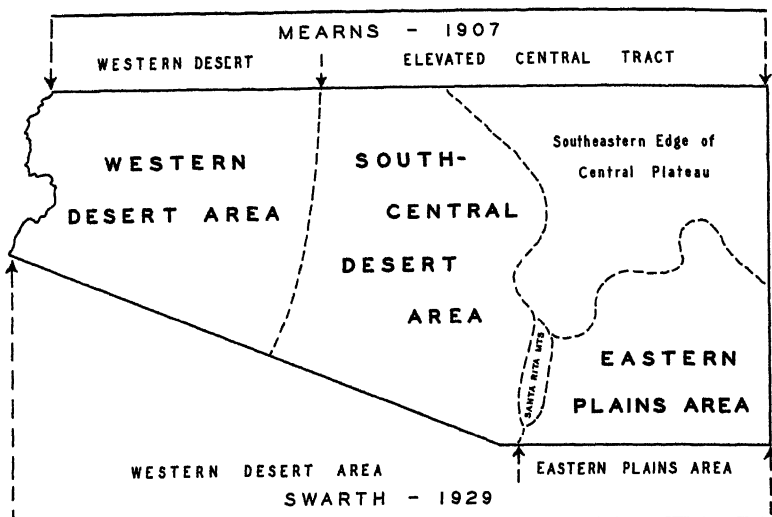 MEARNS - 1907
WESTERN DESERT
ELEVATED CENTRAL TRACT
WESTERN
DESERT AREA
SOUTH-
CENTRAL
DESERT
AREA
Southeastern Edge of
Central Plateau
SANTA RITA MTS
EASTERN
PLAINS AREA
WESTERN DESERT AREA
EASTERN PLAINS AREA
SWARTH - 1929